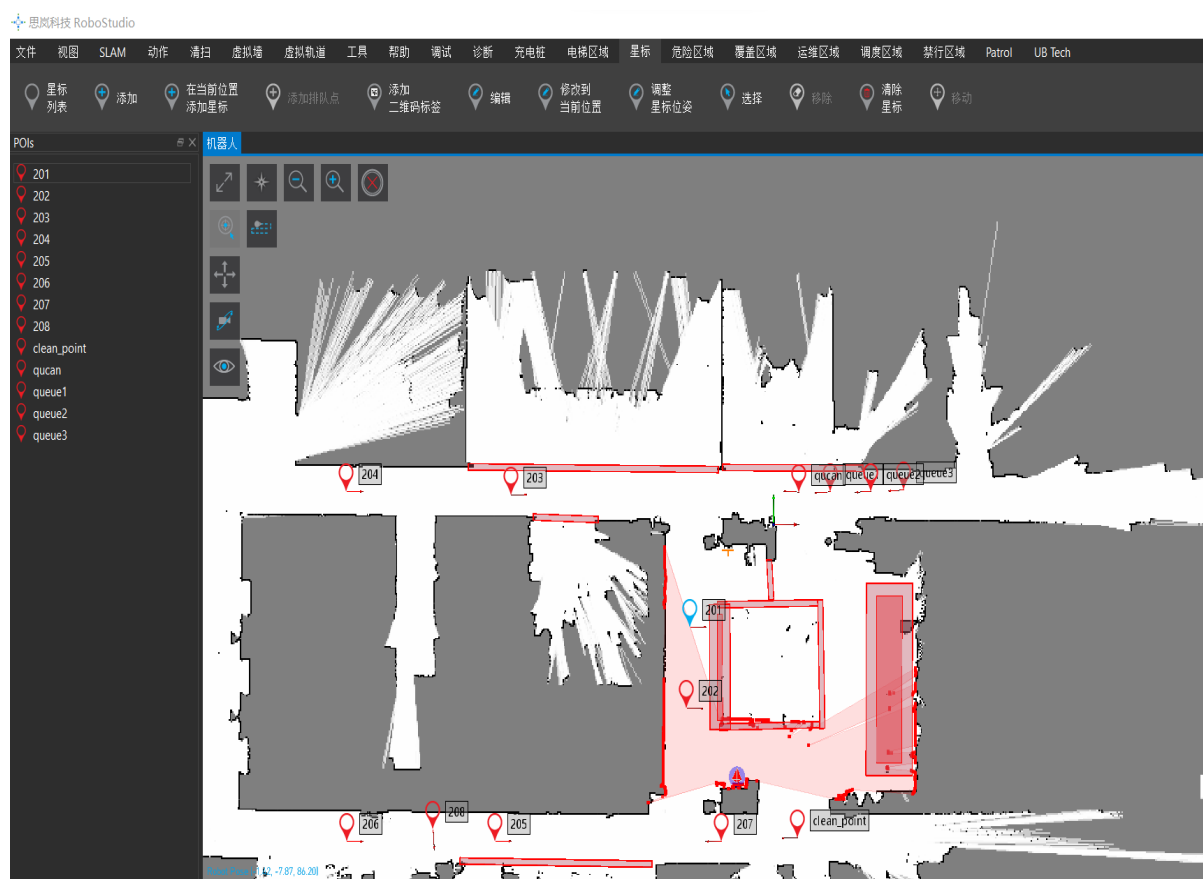 思岚科技 RoboStudio
文件 视图 SLAM 动作 清扫 虚拟墙 虚拟轨道 工具 帮助 调试 诊断 充电桩 电梯区域 星标 危险区域 覆盖区域 运维区域 调度区域 禁行区域 Patrol UB Tech
星标
列表
添加
在当前位置
添加星标
添加排队点
添加
二维码标签
编辑
修改到
当前位置
调整
星标位姿
选择
移除
清除
星标
移动
POIs
机器人
201
202
203
204
205
206
207
208
clean_point
qucan
queue1
queue2
queue3
204
203
qucan
queue
queue2
queue3
201
202
206
208
205
207
clean_point
-7.87, 86.20]